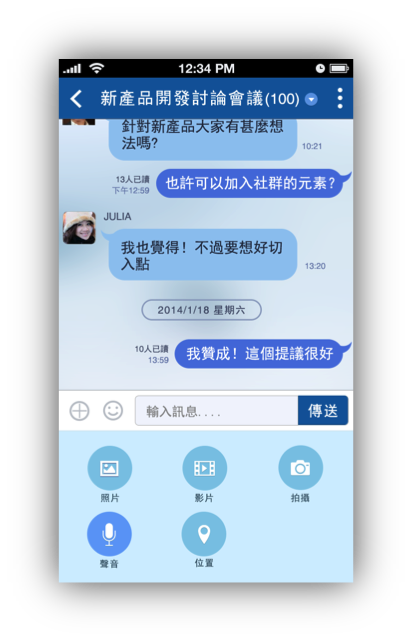 12:34 PM
新產品開發討論會議(100)
針對新產品大家有甚麼想
法嗎?
10:21
13人已讀
下午12:59
也許可以加入社群的元素?
JULIA
我也覺得！不過要想好切
入點
13:20
2014/1/18 星期六
10人已讀
13:59
我贊成！這個提議很好
輸入訊息....
傳送
照片
影片
拍攝
聲音
位置